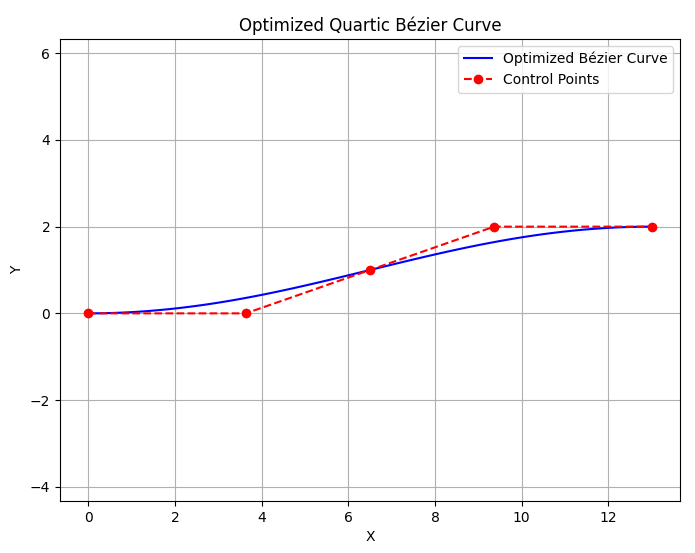 Optimized Quartic Bézier Curve
Optimized Bézier Curve
Control Points
6
4
2
0
−2
−4
Y
0 2 4 6 8 10 12
X